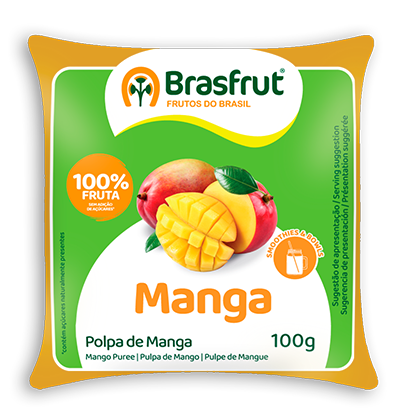 Brasfrut®
FRUTOS DO BRASIL
100%
FRUTA
SEM ADIÇÃO
DE AÇÚCARES*
SMOOTHIES & BOWLS
Manga
Polpa de Manga
100g
Mango Puree | Pulpa de Mango | Pulpe de Mangue
*contém açúcares naturalmente presentes
Sugestão de apresentação / Serving suggestion
Sugerencia de presentación / Présentation suggérée